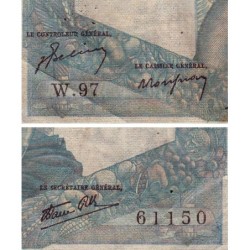 LE CONTROLEUR GÉNÉRAL,
LE CAISSIER GÉNÉRAL,
W.97
LE SECRÉTAIRE GÉNÉRAL,
61150